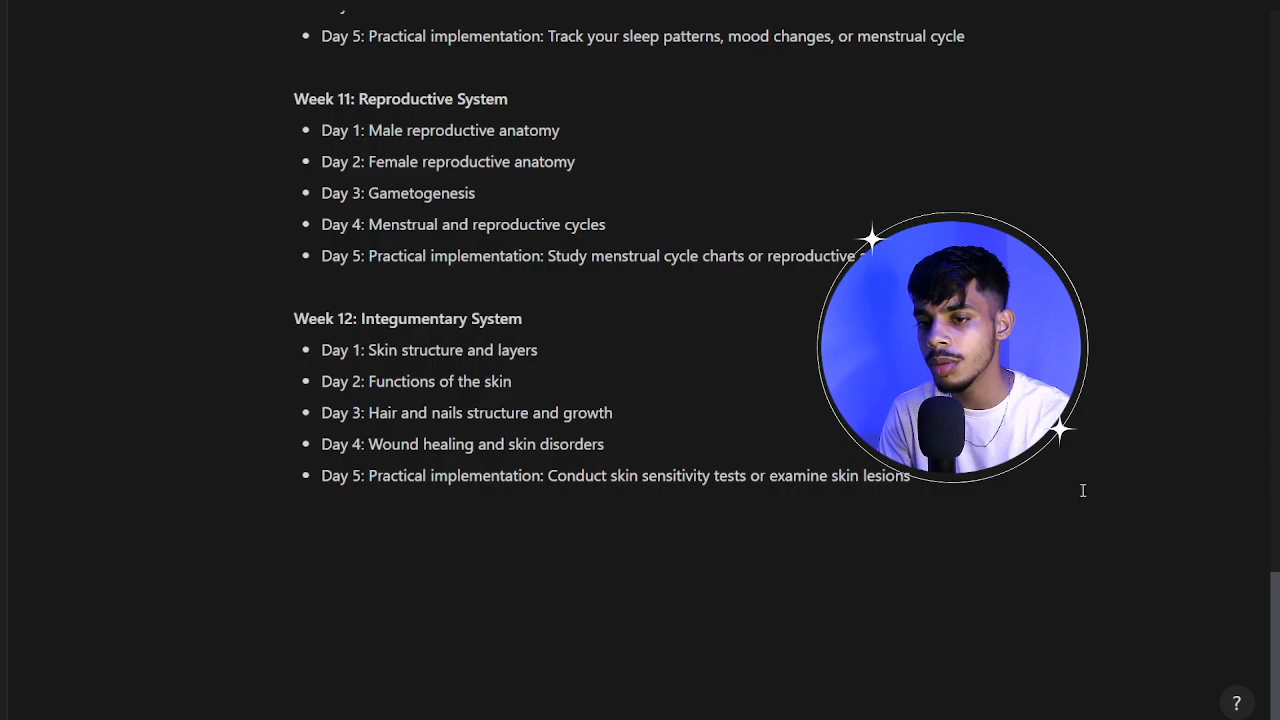 • Day 5: Practical implementation: Track your sleep patterns, mood changes, or menstrual cycle
Week 11: Reproductive System
• Day 1: Male reproductive anatomy
• Day 2: Female reproductive anatomy
• Day 3: Gametogenesis
• Day 4: Menstrual and reproductive cycles
• Day 5: Practical implementation: Study menstrual cycle charts or reproductive
Week 12: Integumentary System
• Day 1: Skin structure and layers
• Day 2: Functions of the skin
• Day 3: Hair and nails structure and growth
• Day 4: Wound healing and skin disorders
• Day 5: Practical implementation: Conduct skin sensitivity tests or examine skin lesions
?